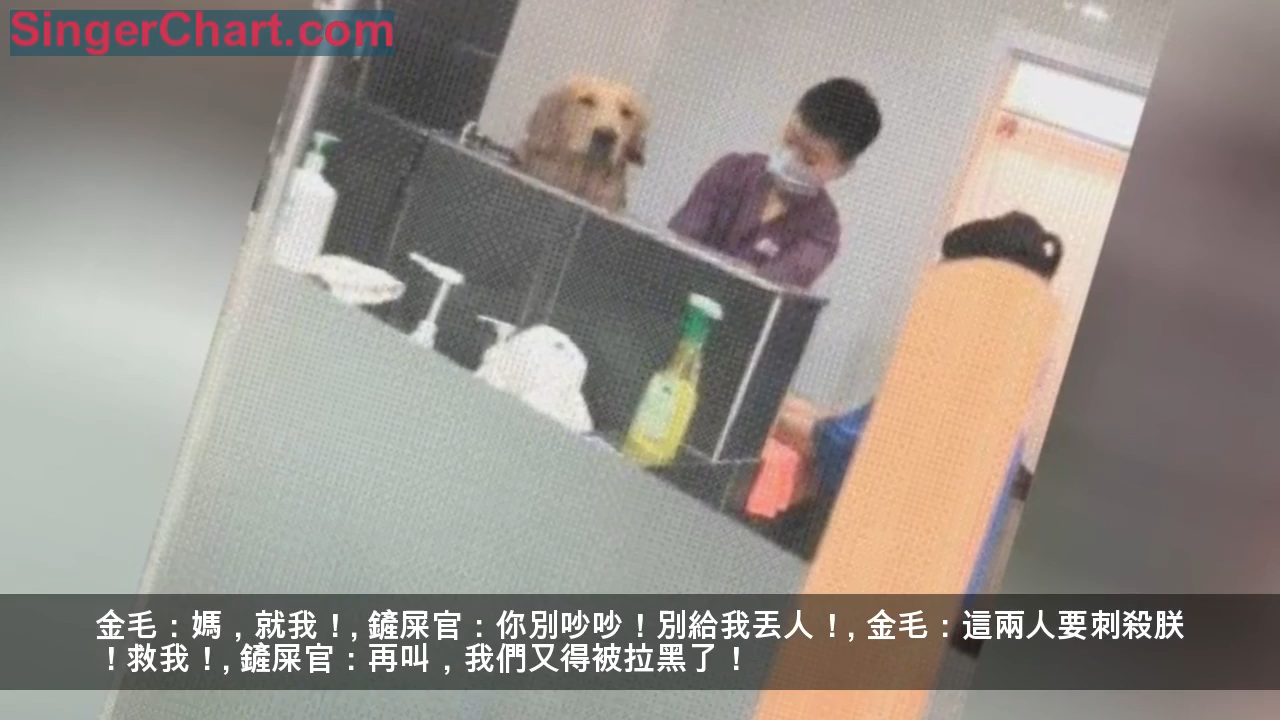 SingerChart.com
金毛：媽，就我！, 鏟屎官：你別吵吵！別給我丟人！, 金毛：這兩人要刺殺朕
！救我！, 鏟屎官：再叫，我們又得被拉黑了！